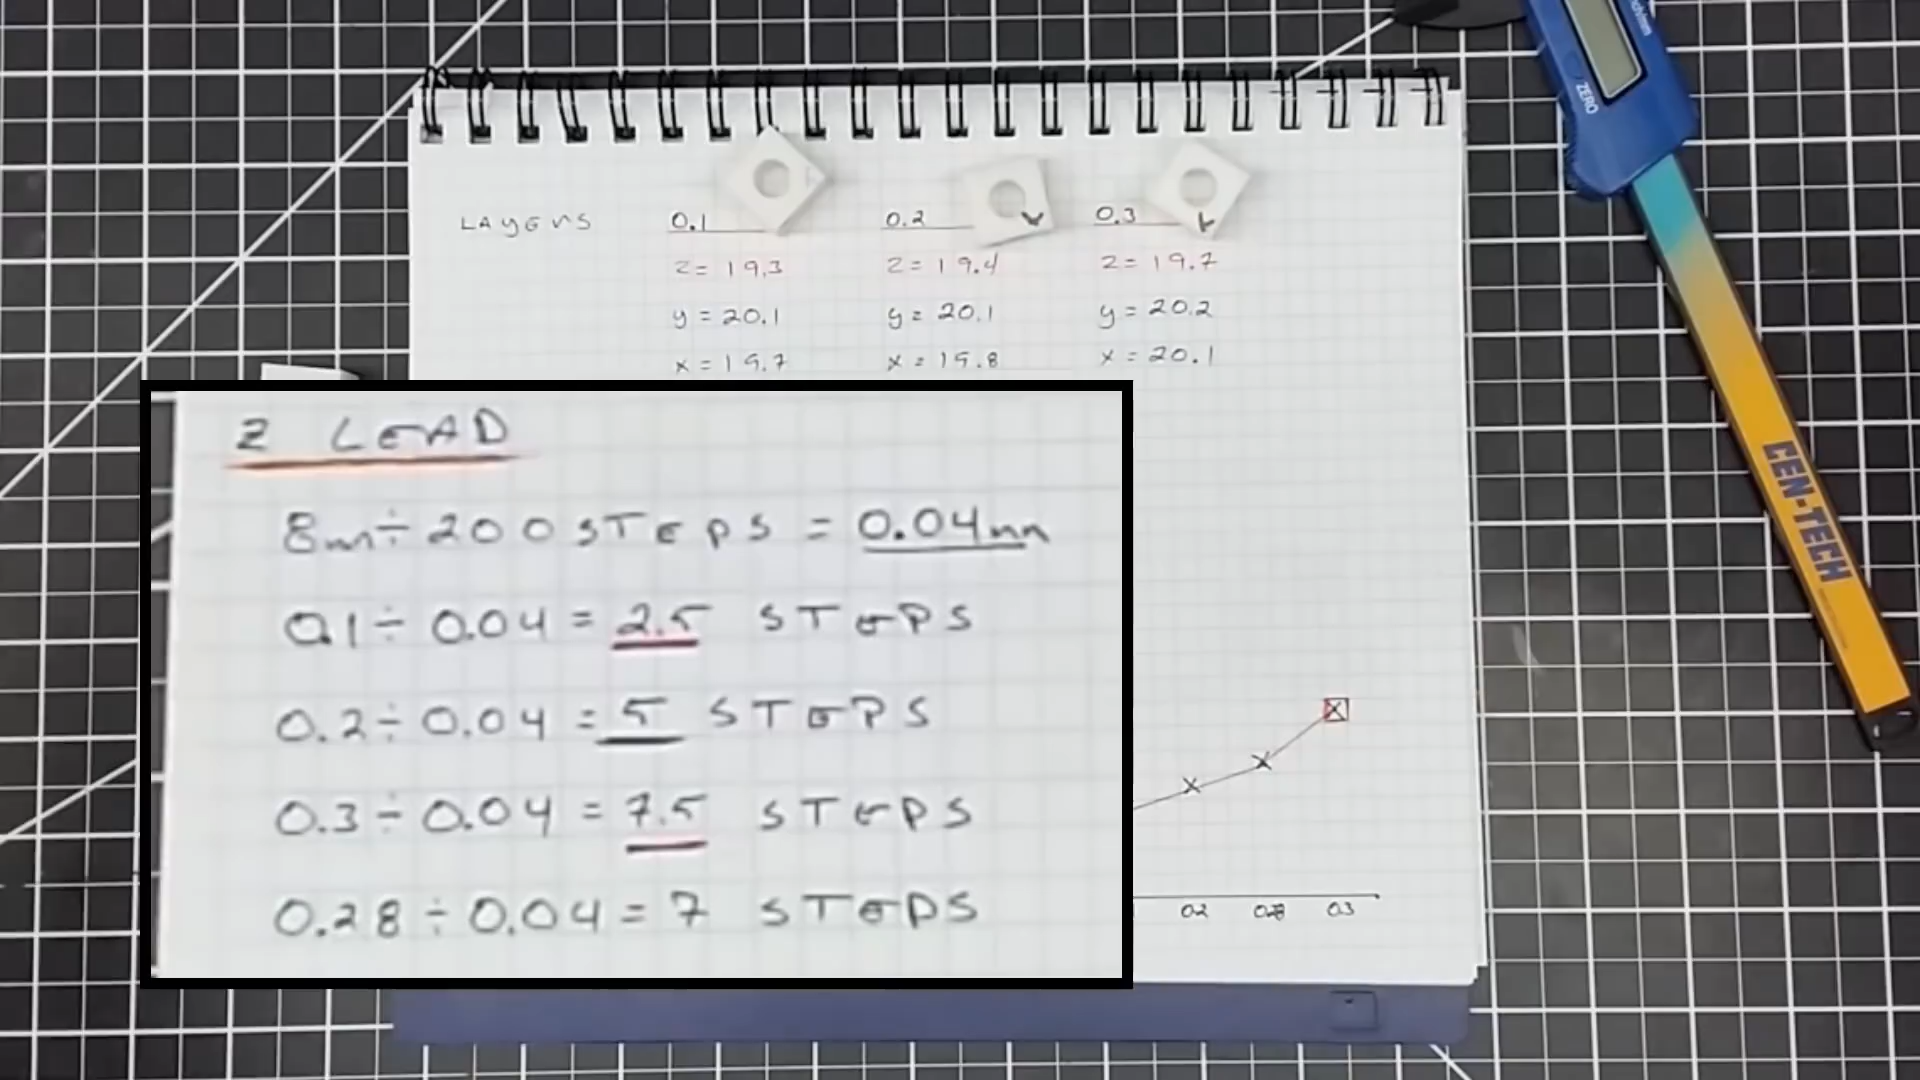 LAYERS 0.1 0.2 0.3
Z= 19.3 Z= 19.4 Z= 19.7
y = 20.1 y = 20.1 y = 20.2
x = 19.7 x = 19.8 x = 20.1
Z LEAD
8mm ÷ 200 STEPS = 0.04mm
0.1 ÷ 0.04 = 2.5 STEPS
0.2 ÷ 0.04 = 5 STEPS
0.3 ÷ 0.04 = 7.5 STEPS
0.28 ÷ 0.04 = 7 STEPS
0.2 0.28 0.3
ZERO
CEN-TECH